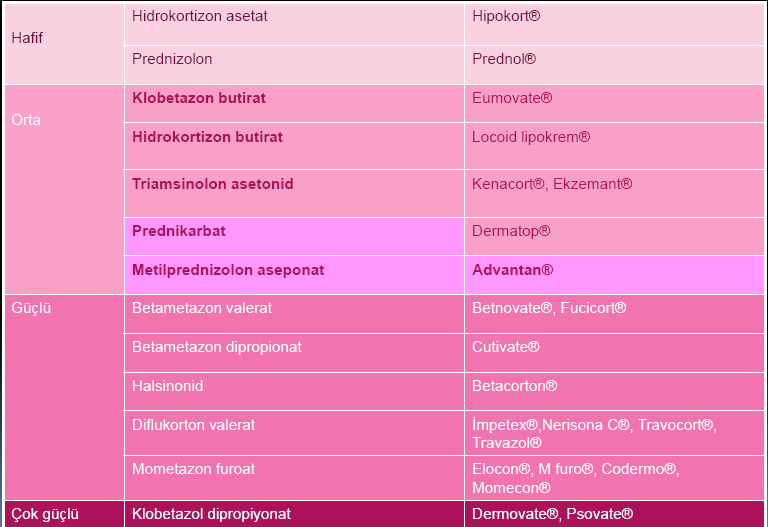 Hafif
Hidrokortizon asetat
Hipokort®
Prednizolon
Prednol®
Orta
Klobetazon butirat
Eumovate®
Hidrokortizon butirat
Locoid lipokrem®
Triamsinolon asetonid
Kenacort®, Ekzemant®
Prednikarbat
Dermatop®
Metilprednizolon aseponat
Advantan®
Güçlü
Betametazon valerat
Betnovate®, Fucicort®
Betametazon dipropionat
Cutivate®
Halsinonid
Betacorton®
Diflukorton valerat
İmpetex®,Nerisona C®, Travocort®,
Travazol®
Mometazon furoat
Elocon®, M furo®, Codermo®,
Momecon®
Çok güçlü
Klobetazol dipropiyonat
Dermovate®, Psovate®